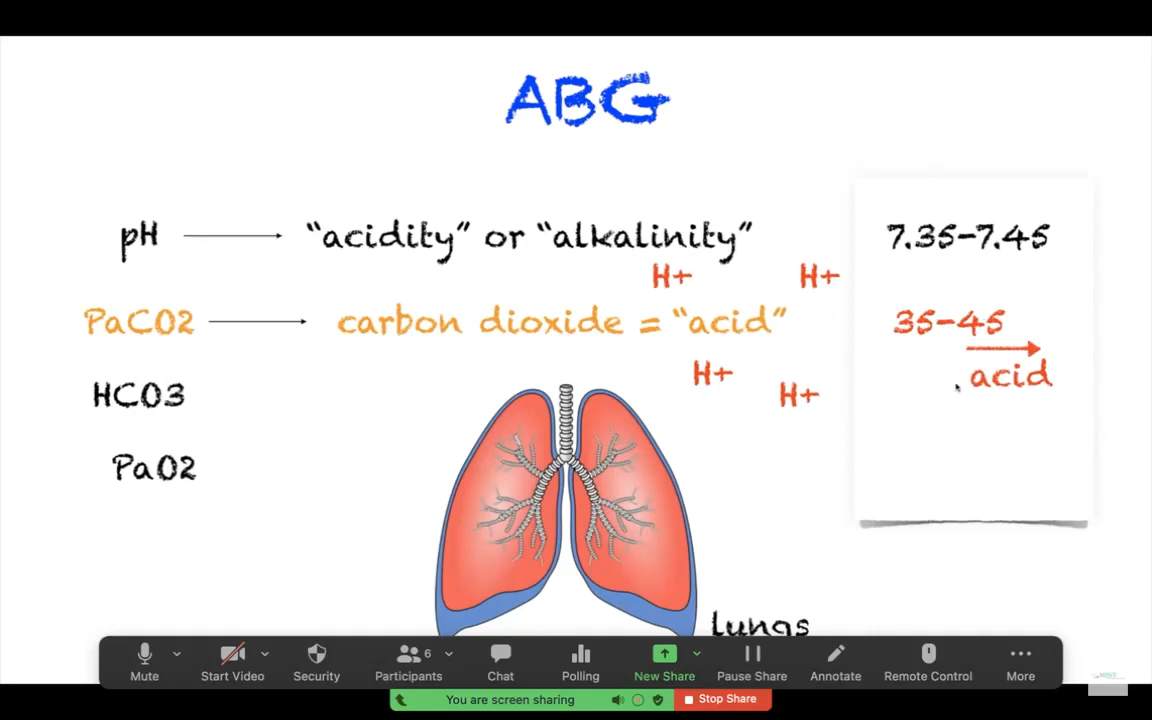 ABG
pH “acidity” or “alkalinity” 7.35-7.45
H+ H+
PaCO2 carbon dioxide = “acid” 35-45
H+ acid
HCO3 H+
PaO2
lungs
6
Mute Start Video Security Participants Chat Polling New Share Pause Share Annotate Remote Control More
You are screen sharing Stop Share